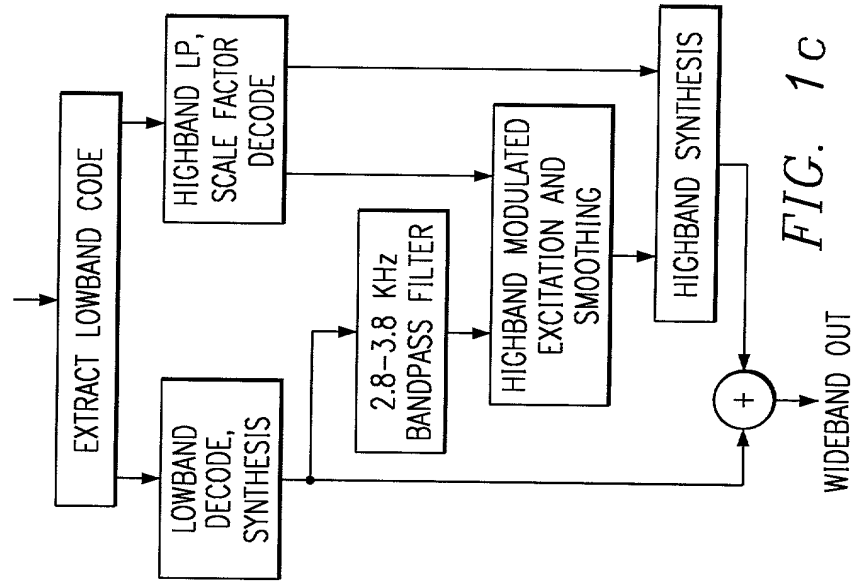 EXTRACT LOWBAND CODE
LOWBAND
DECODE,
SYNTHESIS
HIGHBAND LP,
SCALE FACTOR
DECODE
2.8–3.8 KHz
BANDPASS FILTER
HIGHBAND MODULATED
EXCITATION AND
SMOOTHING
HIGHBAND SYNTHESIS
+
WIDEBAND OUT
FIG. 1c